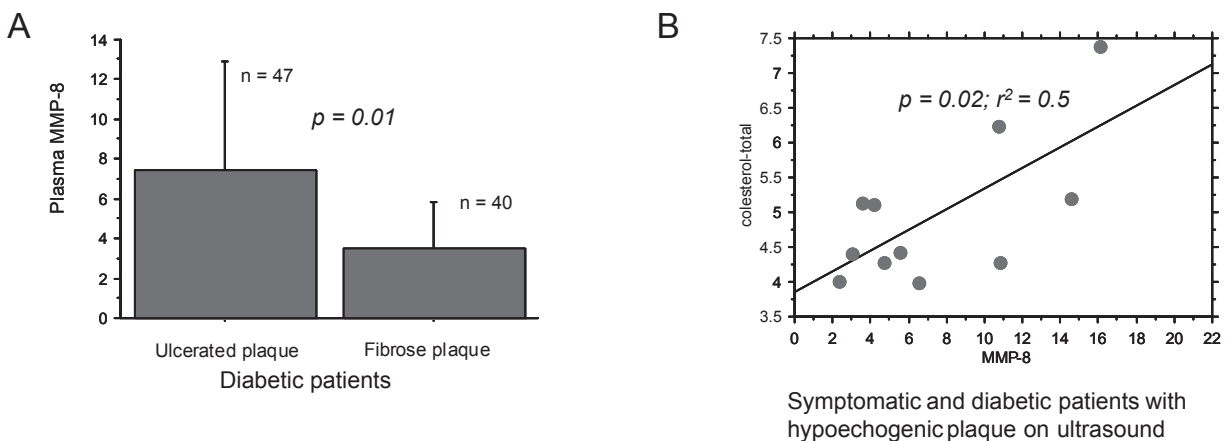 A
Plasma MMP-8
14
12
10
8
6
4
2
0
n = 47
p = 0.01
n = 40
Ulcerated plaque
Fibrose plaque
Diabetic patients
B
colesterol-total
7.5
7
6.5
6
5.5
5
4.5
4
3.5
p = 0.02; r² = 0.5
0 2 4 6 8 10 12 14 16 18 20 22
MMP-8
Symptomatic and diabetic patients with
hypoechogenic plaque on ultrasound